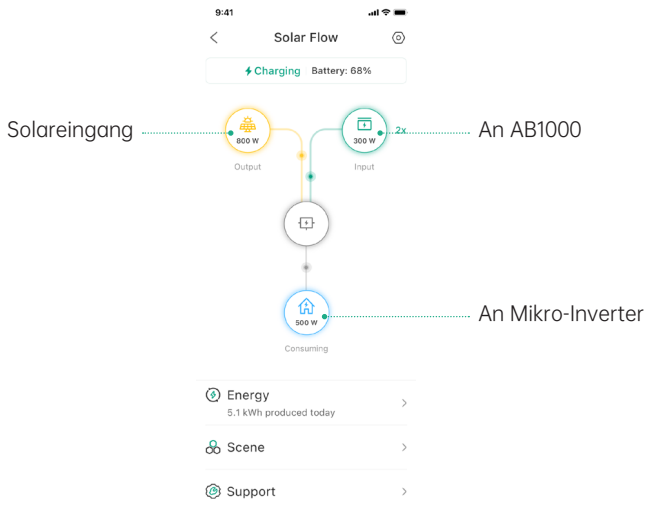 9:41
Solar Flow
Charging Battery: 68%
Solareingang
800 W
300 W
2x
An AB1000
Output
Input
500 W
An Mikro-Inverter
Consuming
Energy
5.1 kWh produced today
Scene
Support